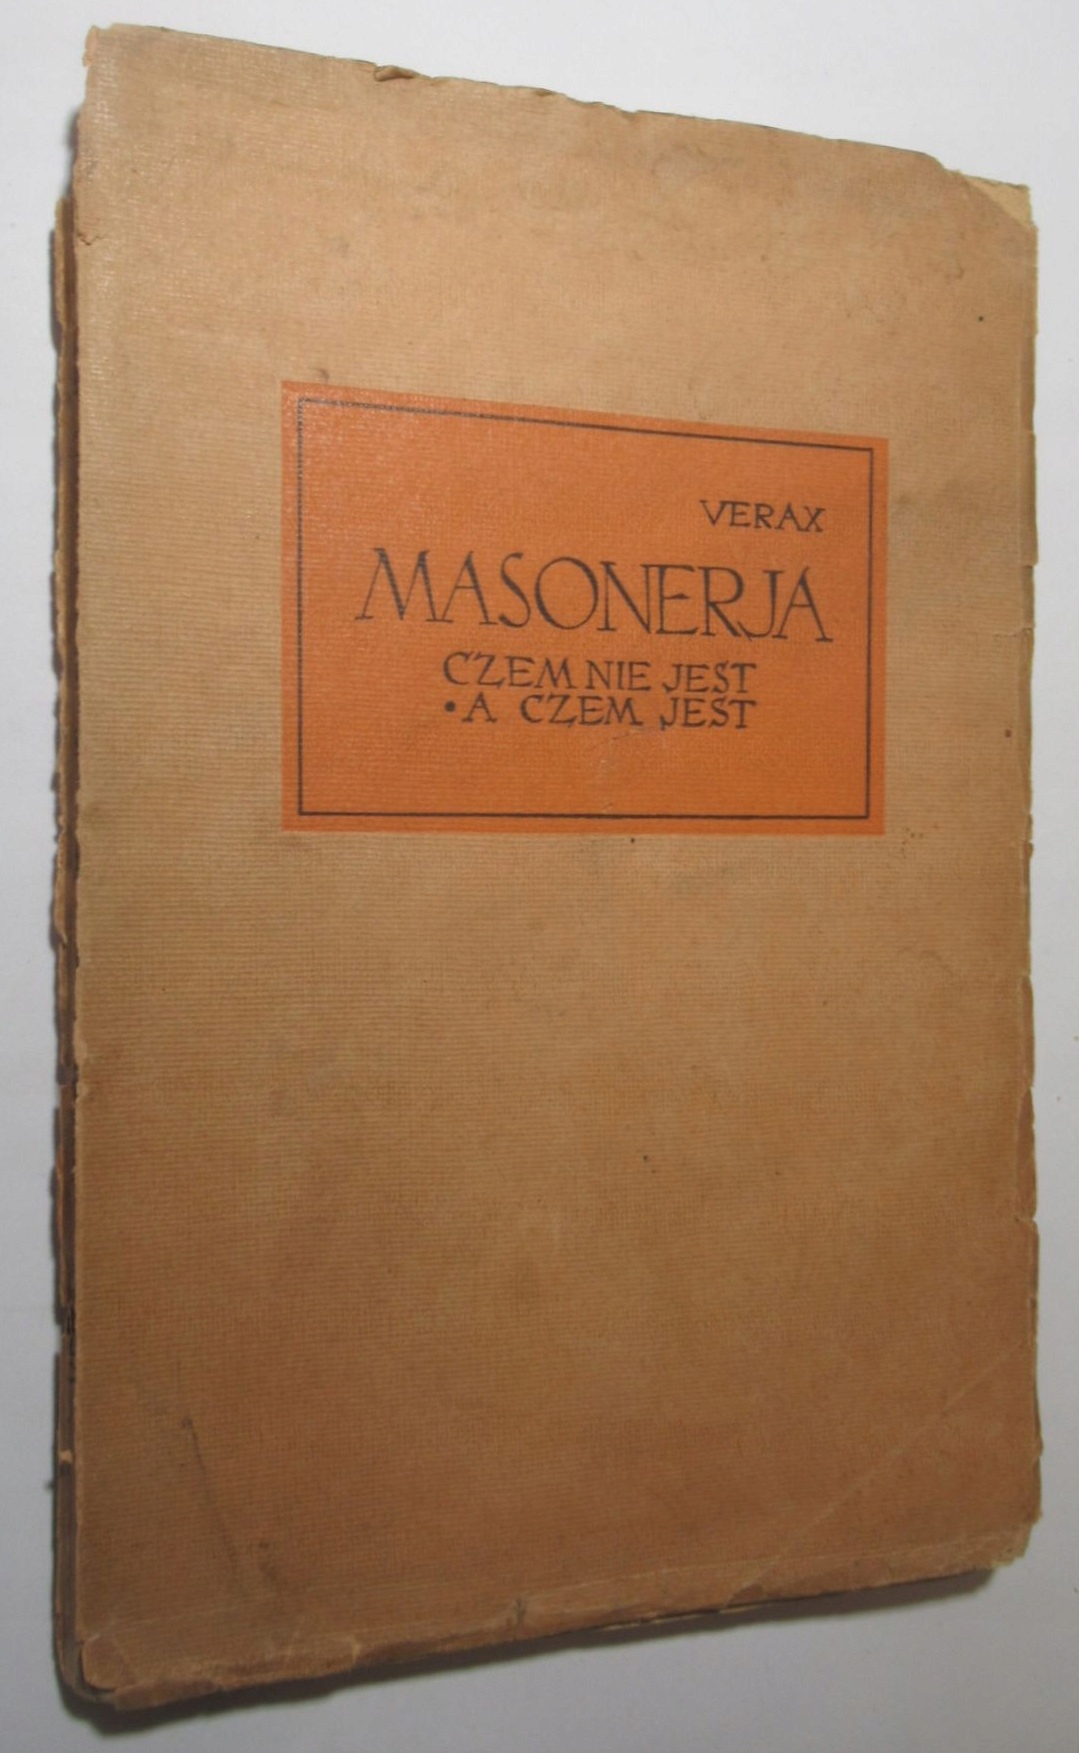 VERAX
MASONERJA
CZEM NIE JEST
•A CZEM JEST